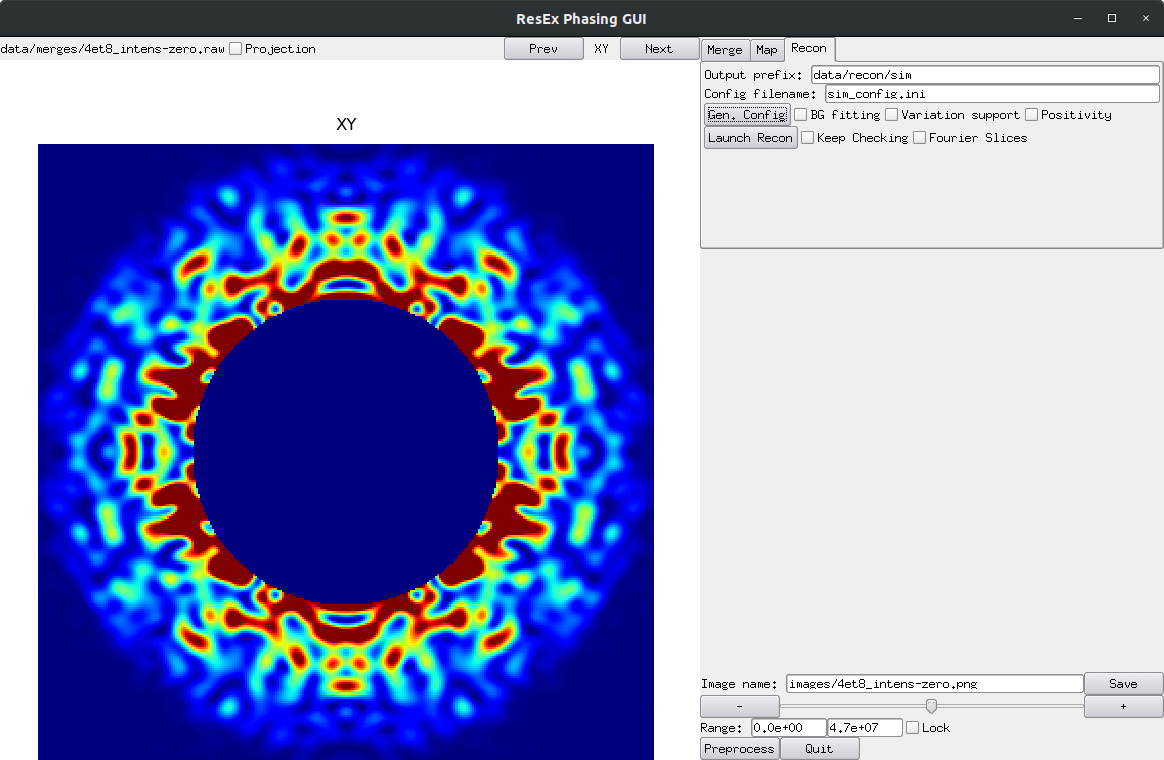 ResEx Phasing GUI
data/merges/4et8_intens-zero.raw Projection Prev XY Next
Merge Map Recon
Output prefix: data/recon/sim
Config filename: sim_config.ini
Gen. Config BG fitting Variation support Positivity
Launch Recon Keep Checking Fourier Slices
XY
Image name: images/4et8_intens-zero.png Save
- +
Range: 0.0e+00 4.7e+07 Lock
Preprocess Quit